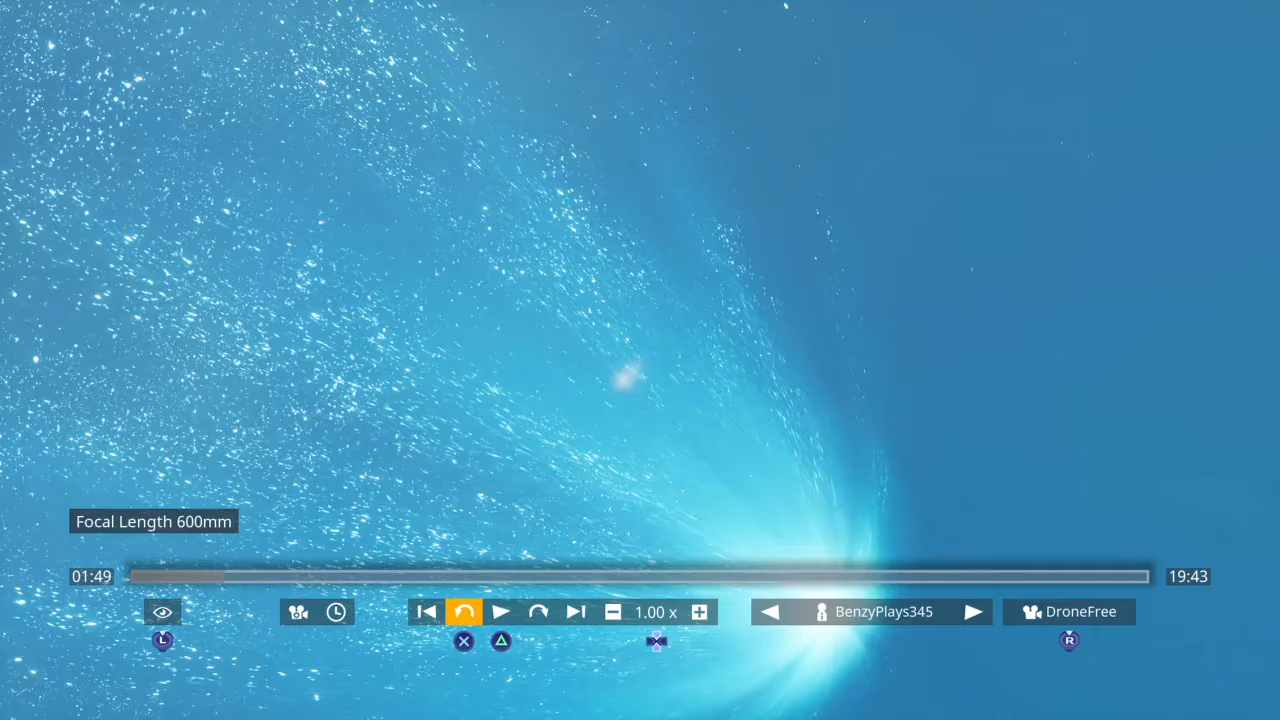 Focal Length 600mm
01:49
19:43
1.00 x
BenzyPlays345
DroneFree
L
R